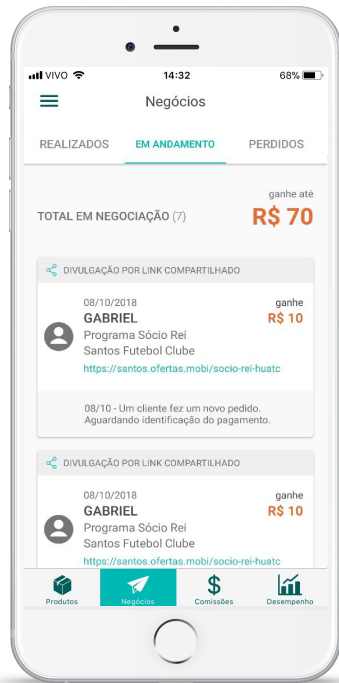 VIVO 14:32 68%
Negócios
REALIZADOS EM ANDAMENTO PERDIDOS
ganhe até
TOTAL EM NEGOCIAÇÃO (7) R$ 70
DIVULGAÇÃO POR LINK COMPARTILHADO
08/10/2018 ganhe
GABRIEL R$ 10
Programa Sócio Rei
Santos Futebol Clube
https://santos.ofertas.mobi/socio-rei-huatc
08/10 - Um cliente fez um novo pedido.
Aguardando identificação do pagamento.
DIVULGAÇÃO POR LINK COMPARTILHADO
08/10/2018 ganhe
GABRIEL R$ 10
Programa Sócio Rei
Santos Futebol Clube
https://santos.ofertas.mobi/socio-rei-huatc
Produtos Negócios Comissões Desempenho